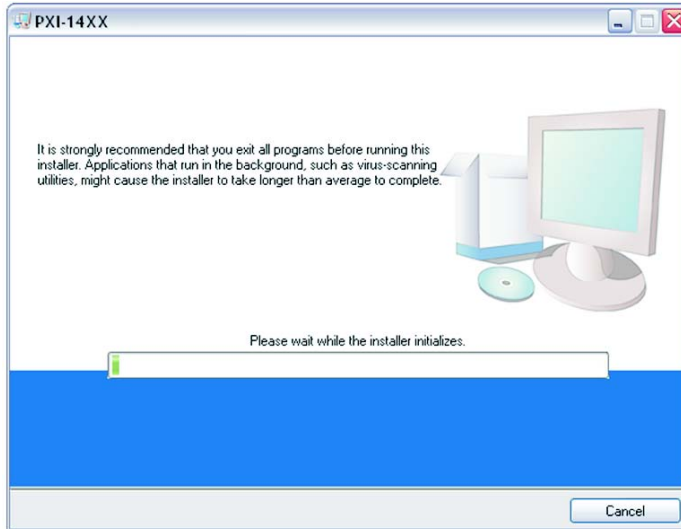 PXI-14XX
It is strongly recommended that you exit all programs before running this
installer. Applications that run in the background, such as virus-scanning
utilities, might cause the installer to take longer than average to complete.
Please wait while the installer initializes.
Cancel